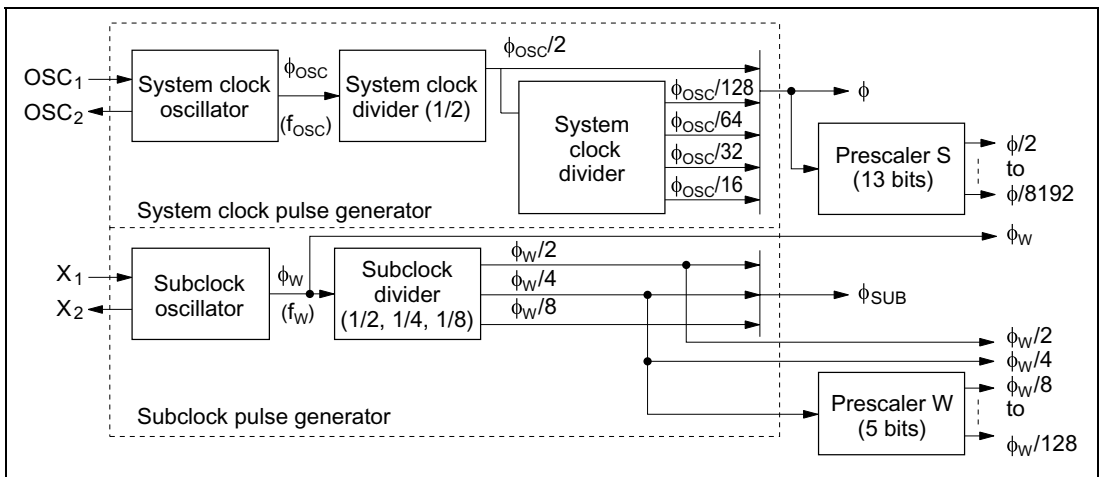 OSC1
OSC2
System clock
oscillator
ϕOSC
(fOSC)
System clock
divider (1/2)
ϕOSC/2
System
clock
divider
ϕOSC/128
ϕOSC/64
ϕOSC/32
ϕOSC/16
ϕ
Prescaler S
(13 bits)
ϕ/2
to
ϕ/8192
System clock pulse generator
X1
X2
Subclock
oscillator
ϕW
(fW)
Subclock
divider
(1/2, 1/4, 1/8)
ϕW/2
ϕW/4
ϕW/8
ϕW
ϕSUB
ϕW/2
ϕW/4
Prescaler W
(5 bits)
ϕW/8
to
ϕW/128
Subclock pulse generator